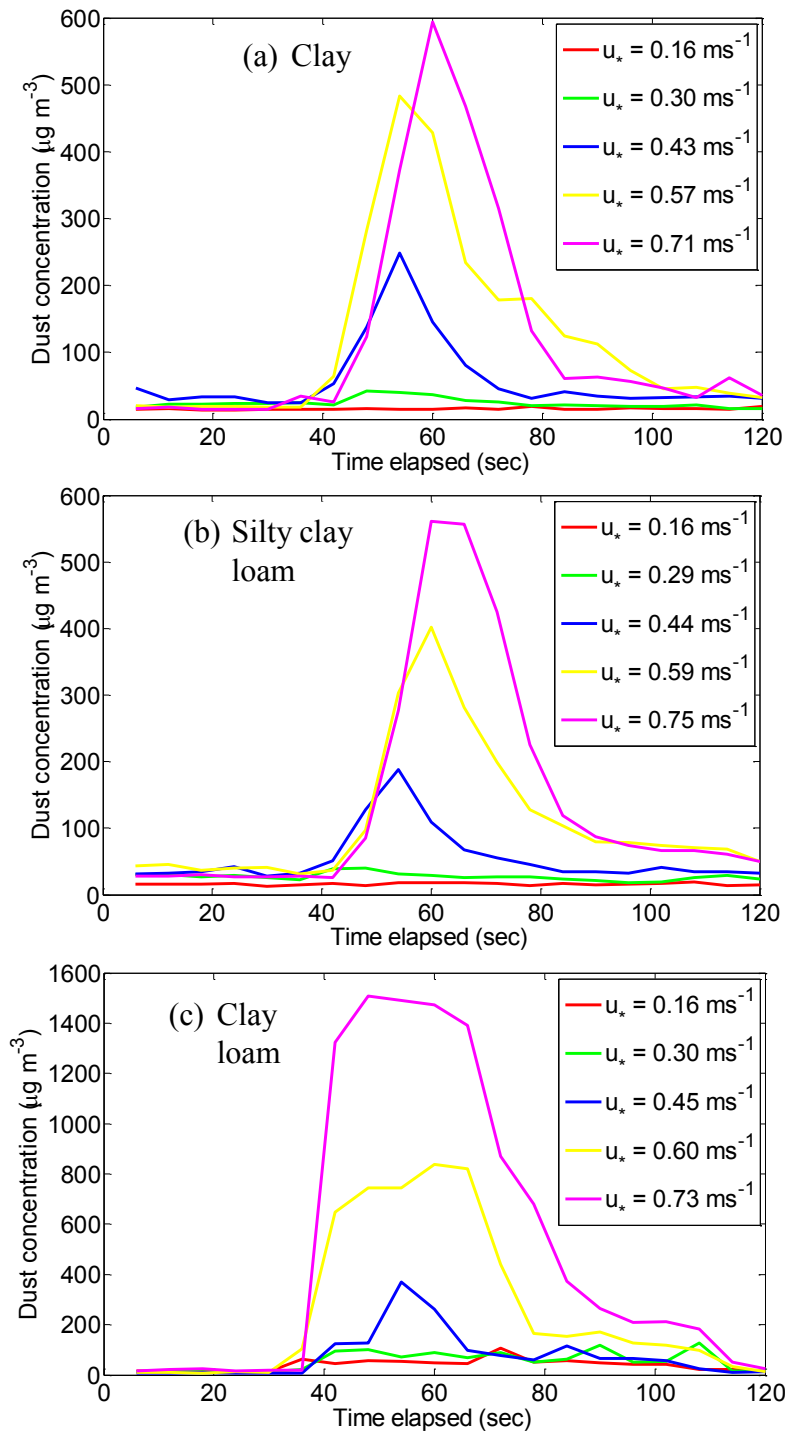 600
500
400
300
200
100
0
Dust concentration (μg m-3)
(a) Clay
u* = 0.16 ms-1
u* = 0.30 ms-1
u* = 0.43 ms-1
u* = 0.57 ms-1
u* = 0.71 ms-1
0 20 40 60 80 100 120
Time elapsed (sec)
600
500
400
300
200
100
0
Dust concentration (μg m-3)
(b) Silty clay
loam
u* = 0.16 ms-1
u* = 0.29 ms-1
u* = 0.44 ms-1
u* = 0.59 ms-1
u* = 0.75 ms-1
0 20 40 60 80 100 120
Time elapsed (sec)
1600
1400
1200
1000
800
600
400
200
0
Dust concentration (μg m-3)
(c) Clay
loam
u* = 0.16 ms-1
u* = 0.30 ms-1
u* = 0.45 ms-1
u* = 0.60 ms-1
u* = 0.73 ms-1
0 20 40 60 80 100 120
Time elapsed (sec)